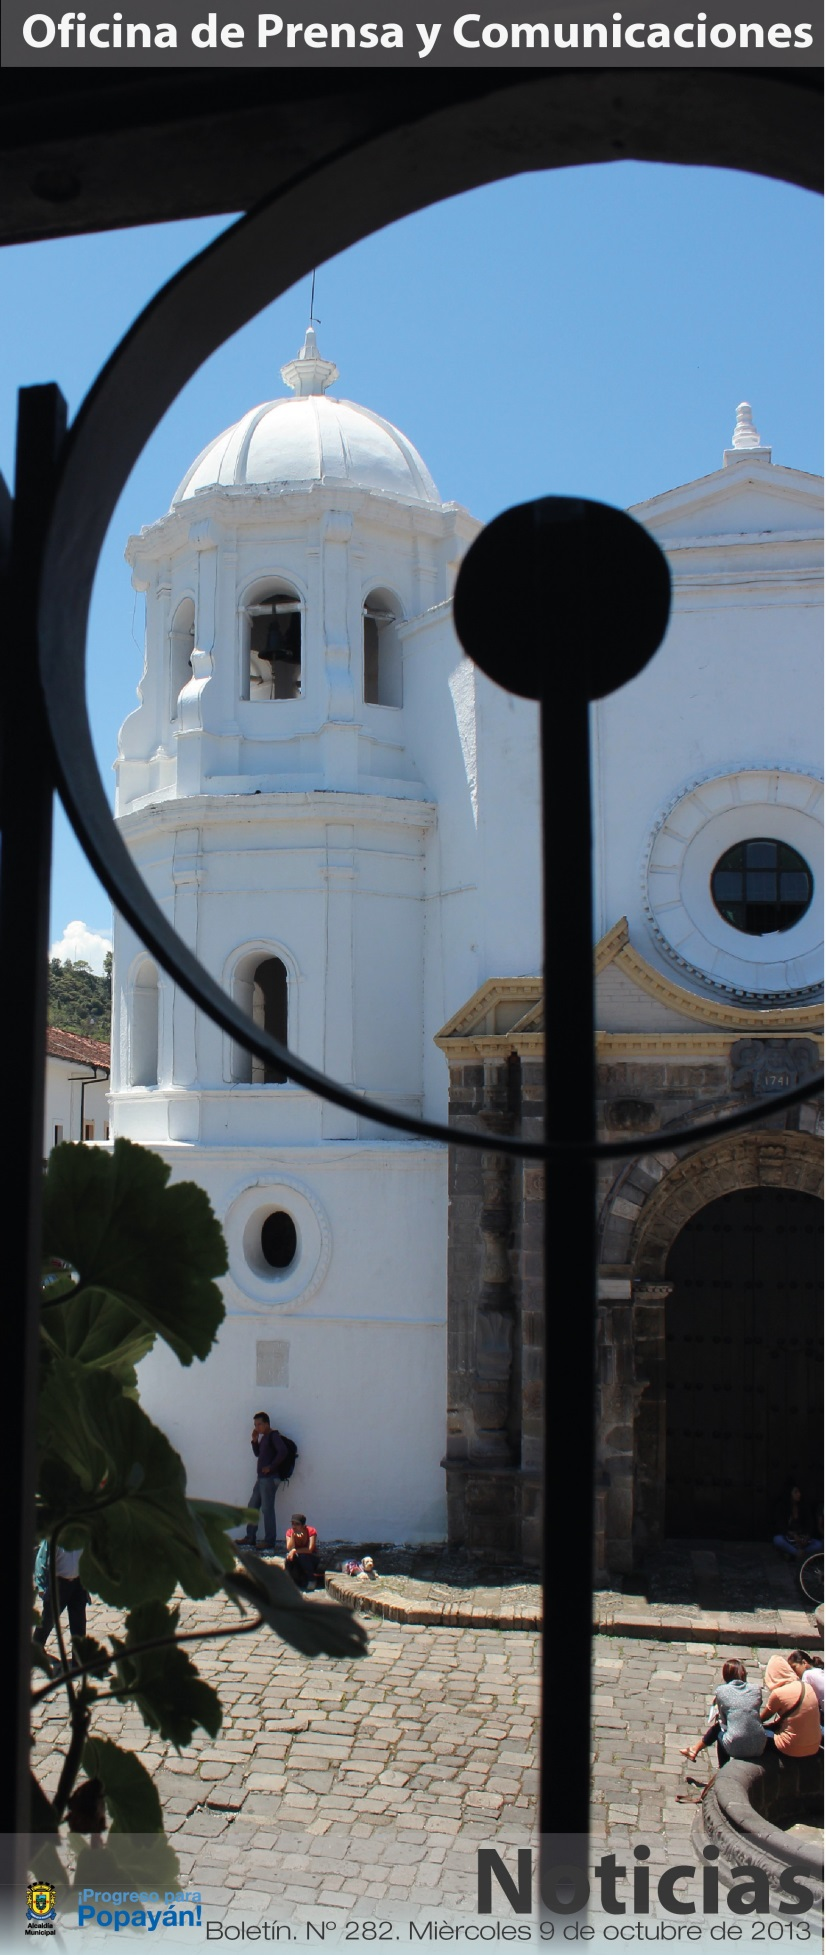 Oficina de Prensa y Comunicaciones
1741
Noticias
Alcaldía
Municipal
¡Progreso para
Popayán!
Boletín. Nº 282. Mièrcoles 9 de octubre de 2013